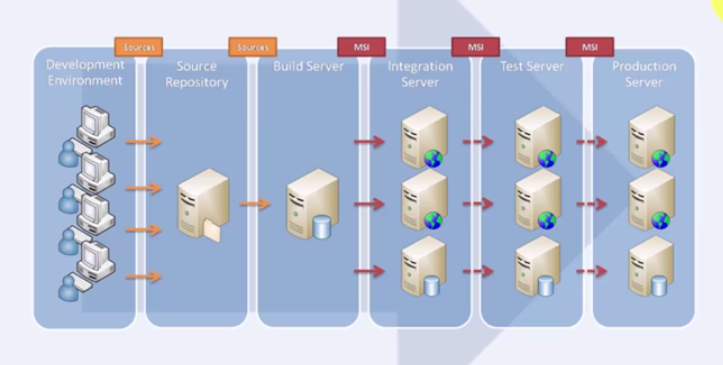 Sources
Sources
MSI
MSI
MSI
Development
Environment
Source
Repository
Build Server
Integration
Server
Test Server
Production
Server